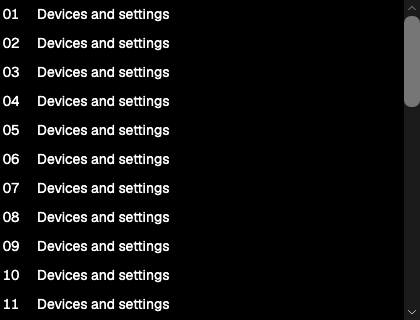 01 Devices and settings
02 Devices and settings
03 Devices and settings
04 Devices and settings
05 Devices and settings
06 Devices and settings
07 Devices and settings
08 Devices and settings
09 Devices and settings
10 Devices and settings
11 Devices and settings